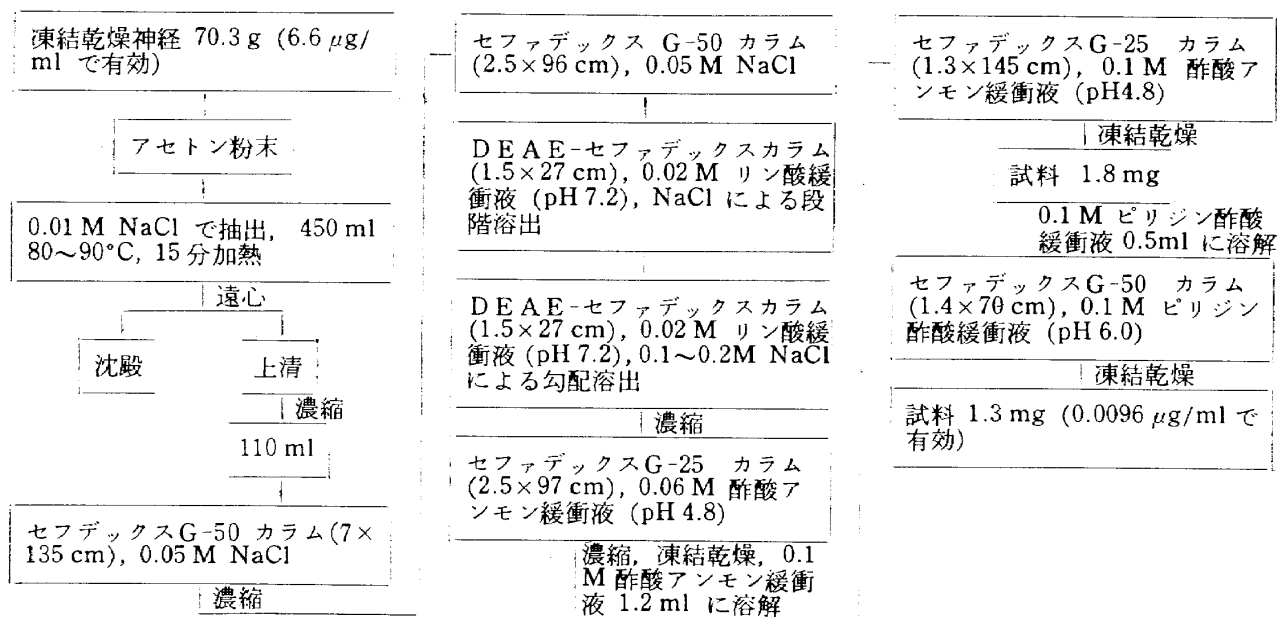 凍結乾燥神経 70.3 g (6.6 μg/
ml で有効)
アセトン粉末
0.01 M NaCl で抽出, 450 ml
80〜90°C, 15 分加熱
遠心
沈殿
上清
濃縮
110 ml
セフデックスG-50 カラム(7×
135 cm), 0.05 M NaCl
濃縮
セファデックス G-50 カラム
(2.5×96 cm), 0.05 M NaCl
DEAE-セファデックスカラム
(1.5×27 cm), 0.02 M リン酸緩
衝液 (pH 7.2), NaCl による段
階溶出
DEAE-セファデックスカラム
(1.5×27 cm), 0.02 M リン酸緩
衝液 (pH 7.2), 0.1〜0.2M NaCl
による勾配溶出
濃縮
セファデックスG-25 カラム
(2.5×97 cm), 0.06 M 酢酸ア
ンモン緩衝液 (pH 4.8)
濃縮, 凍結乾燥, 0.1
M 酢酸アンモン緩衝
液 1.2 ml に溶解
セファデックスG-25 カラム
(1.3×145 cm), 0.1 M 酢酸ア
ンモン緩衝液 (pH4.8)
凍結乾燥
試料 1.8 mg
0.1 M ピリジン酢酸
緩衝液 0.5ml に溶解
セファデックスG-50 カラム
(1.4×70 cm), 0.1 M ピリジン
酢酸緩衝液 (pH 6.0)
凍結乾燥
試料 1.3 mg (0.0096 μg/ml で
有効)